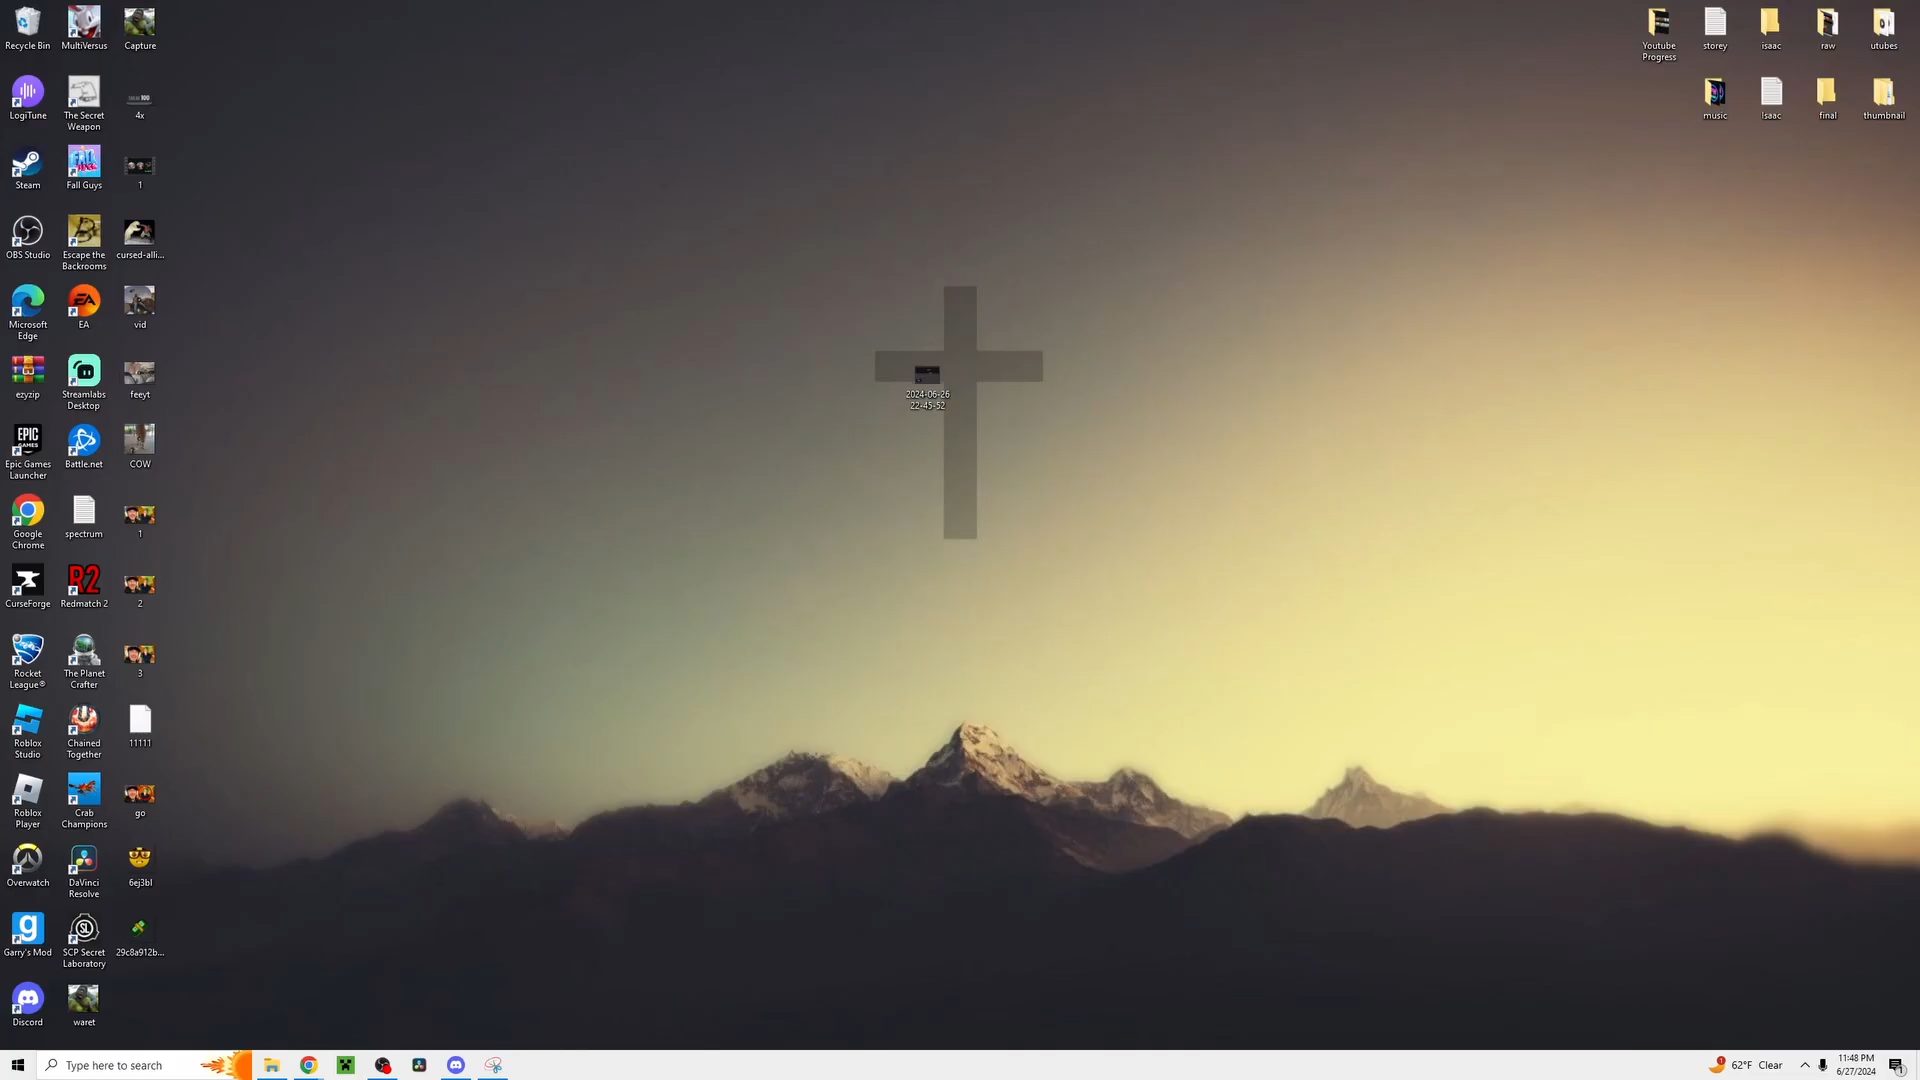 Recycle Bin
MultiVersus
Capture
LogiTune
The Secret
Weapon
4x
Steam
Fall Guys
1
OBS Studio
Escape the
Backrooms
cursed-alli...
Microsoft
Edge
EA
vid
ezyzip
Streamlabs
Desktop
feeyt
EPIC
GAMES
Epic Games
Launcher
Battle.net
COW
Google
Chrome
spectrum
1
CurseForge
R2
Redmatch 2
2
Rocket
League®
The Planet
Crafter
3
Roblox
Studio
Chained
Together
11111
Roblox
Player
Crab
Champions
go
Overwatch
DaVinci
Resolve
6ej3bl
g
Garry's Mod
SL
SCP Secret
Laboratory
29c8a912b...
Discord
waret
2024-06-26
22-45-52
Youtube
Progress
storey
isaac
raw
utubes
music
Isaac
final
thumbnail
Type here to search
62°F Clear
11:48 PM
6/27/2024